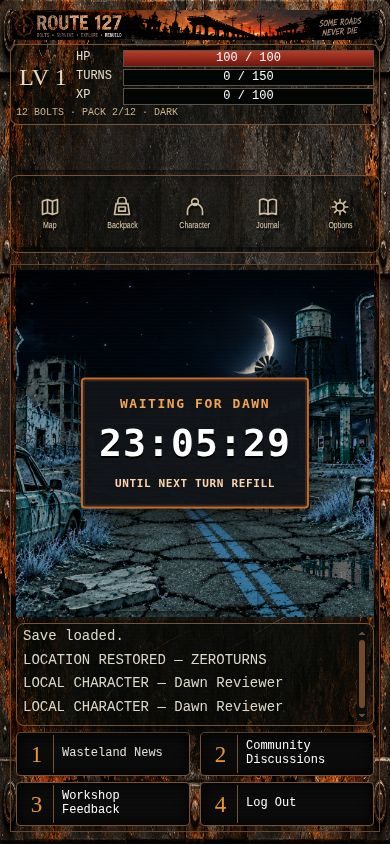 ROUTE 127
BOLTS • SURVIVE • EXPLORE • REBUILD
SOME ROADS
NEVER DIE
LV 1
HP
100 / 100
TURNS
0 / 150
XP
0 / 100
12 BOLTS · PACK 2/12 · DARK
Map
Backpack
Character
Journal
Options
WAITING FOR DAWN
23:05:29
UNTIL NEXT TURN REFILL
Save loaded.
LOCATION RESTORED — ZEROTURNS
LOCAL CHARACTER — Dawn Reviewer
LOCAL CHARACTER — Dawn Reviewer
1 Wasteland News
2 Community
Discussions
3 Workshop
Feedback
4 Log Out